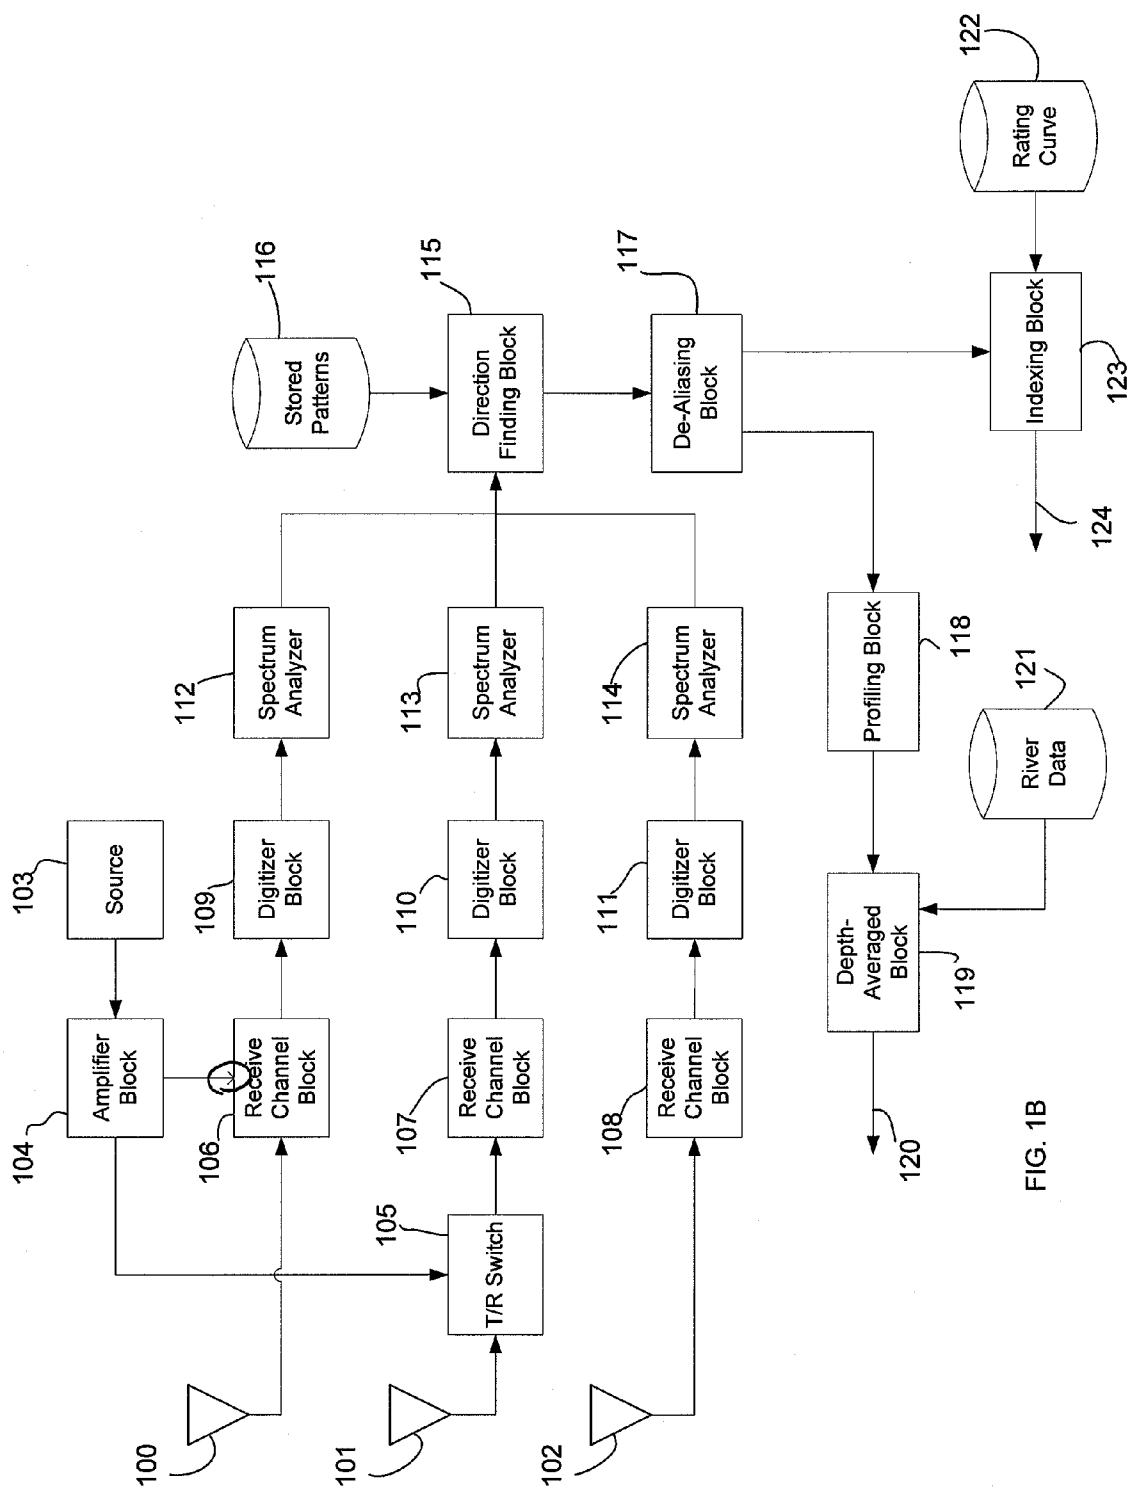 103
Source
104
Amplifier
Block
106
Receive
Channel
Block
109
Digitizer
Block
112
Spectrum
Analyzer
116
Stored
Patterns
100
101
105
T/R Switch
107
Receive
Channel
Block
110
Digitizer
Block
113
Spectrum
Analyzer
115
Direction
Finding Block
102
108
Receive
Channel
Block
111
Digitizer
Block
114
Spectrum
Analyzer
117
De-Aliasing
Block
120
Depth-
Averaged
Block
119
Profiling Block
118
121
River
Data
122
Rating
Curve
Indexing Block
123
124
FIG. 1B